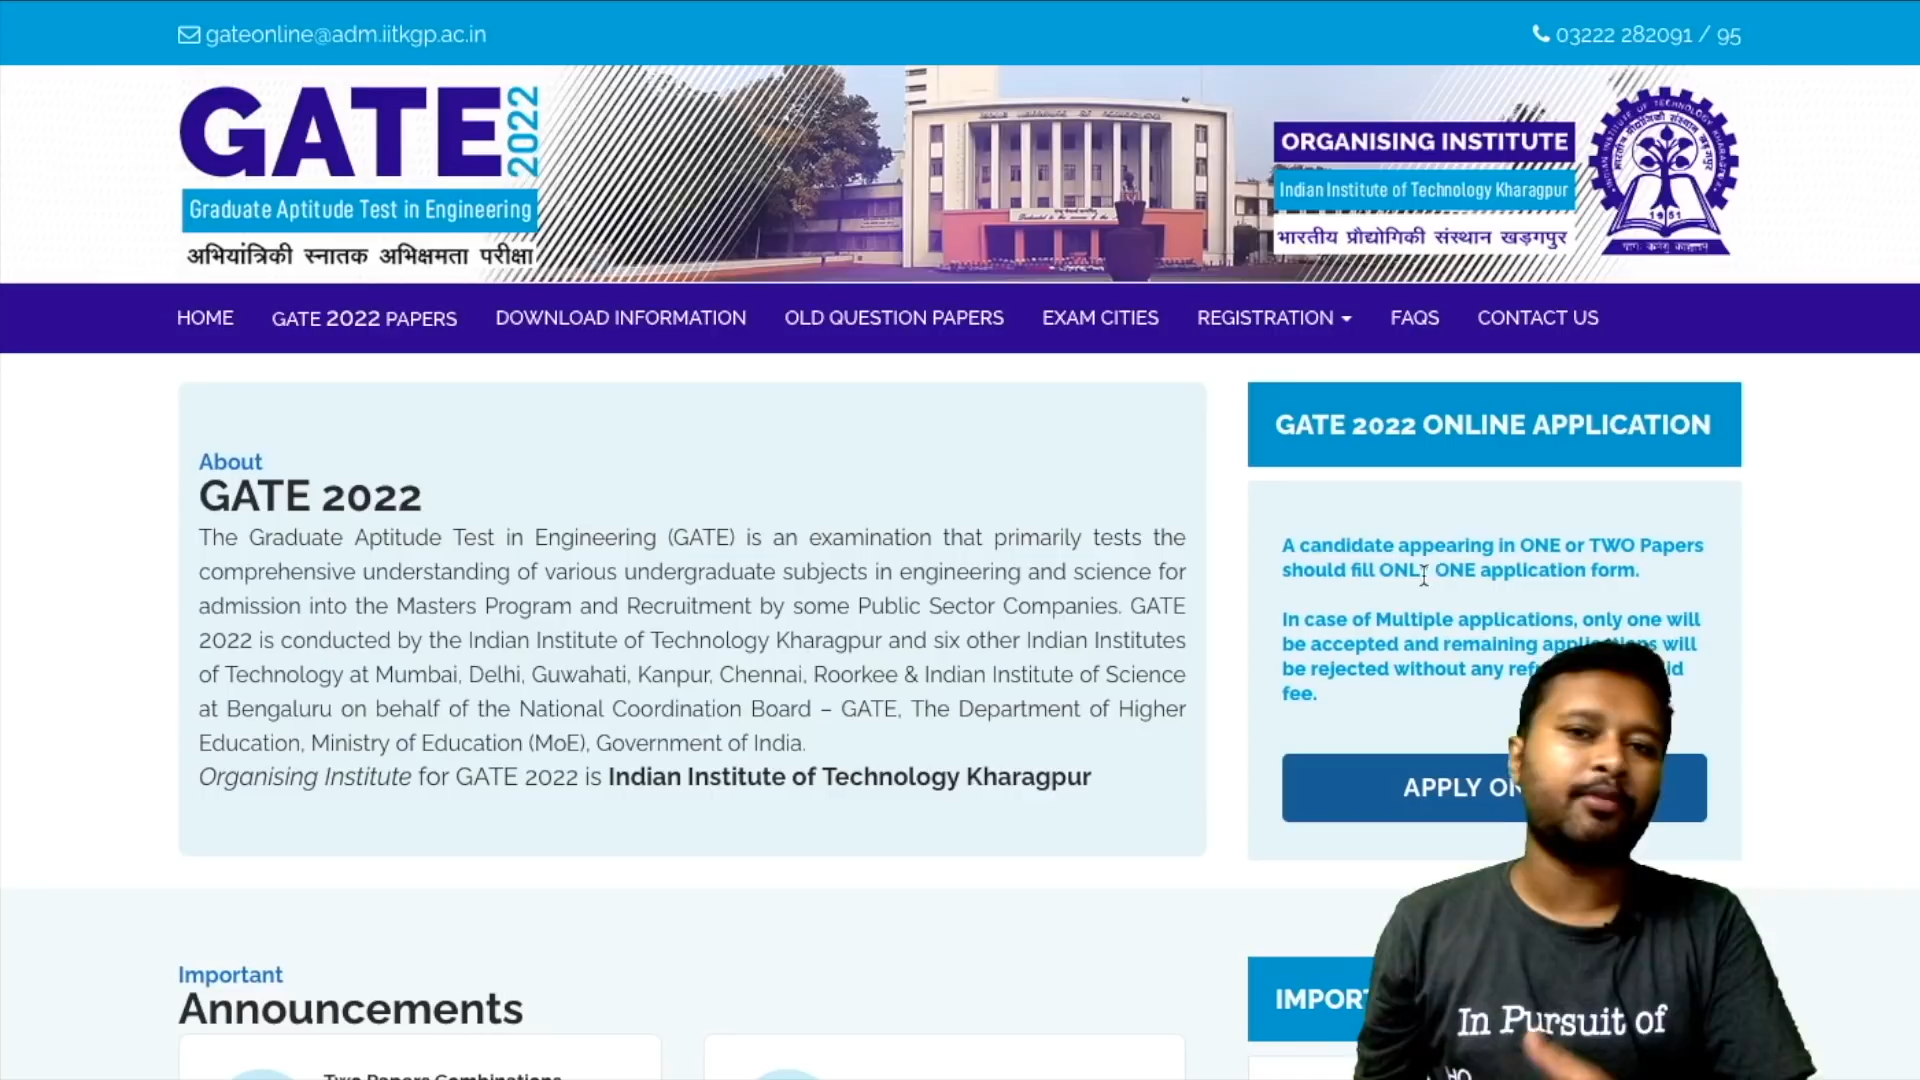 gateonline@adm.iitkgp.ac.in
03222 282091 / 95
GATE 2022
Graduate Aptitude Test in Engineering
अभियांत्रिकी स्नातक अभिक्षमता परीक्षा
ORGANISING INSTITUTE
Indian Institute of Technology Kharagpur
भारतीय प्रौद्योगिकी संस्थान खड़गपुर
1951
HOME
GATE 2022 PAPERS
DOWNLOAD INFORMATION
OLD QUESTION PAPERS
EXAM CITIES
REGISTRATION
FAQS
CONTACT US
About
GATE 2022
The Graduate Aptitude Test in Engineering (GATE) is an examination that primarily tests the
comprehensive understanding of various undergraduate subjects in engineering and science for
admission into the Masters Program and Recruitment by some Public Sector Companies. GATE
2022 is conducted by the Indian Institute of Technology Kharagpur and six other Indian Institutes
of Technology at Mumbai, Delhi, Guwahati, Kanpur, Chennai, Roorkee & Indian Institute of Science
at Bengaluru on behalf of the National Coordination Board – GATE, The Department of Higher
Education, Ministry of Education (MoE), Government of India.
Organising Institute for GATE 2022 is Indian Institute of Technology Kharagpur
GATE 2022 ONLINE APPLICATION
A candidate appearing in ONE or TWO Papers
should fill ONLY ONE application form.
In case of Multiple applications, only one will
be accepted and remaining applications will
be rejected without any
fee.
APPLY
Important
Announcements
Two Papers Combinations
In Pursuit of